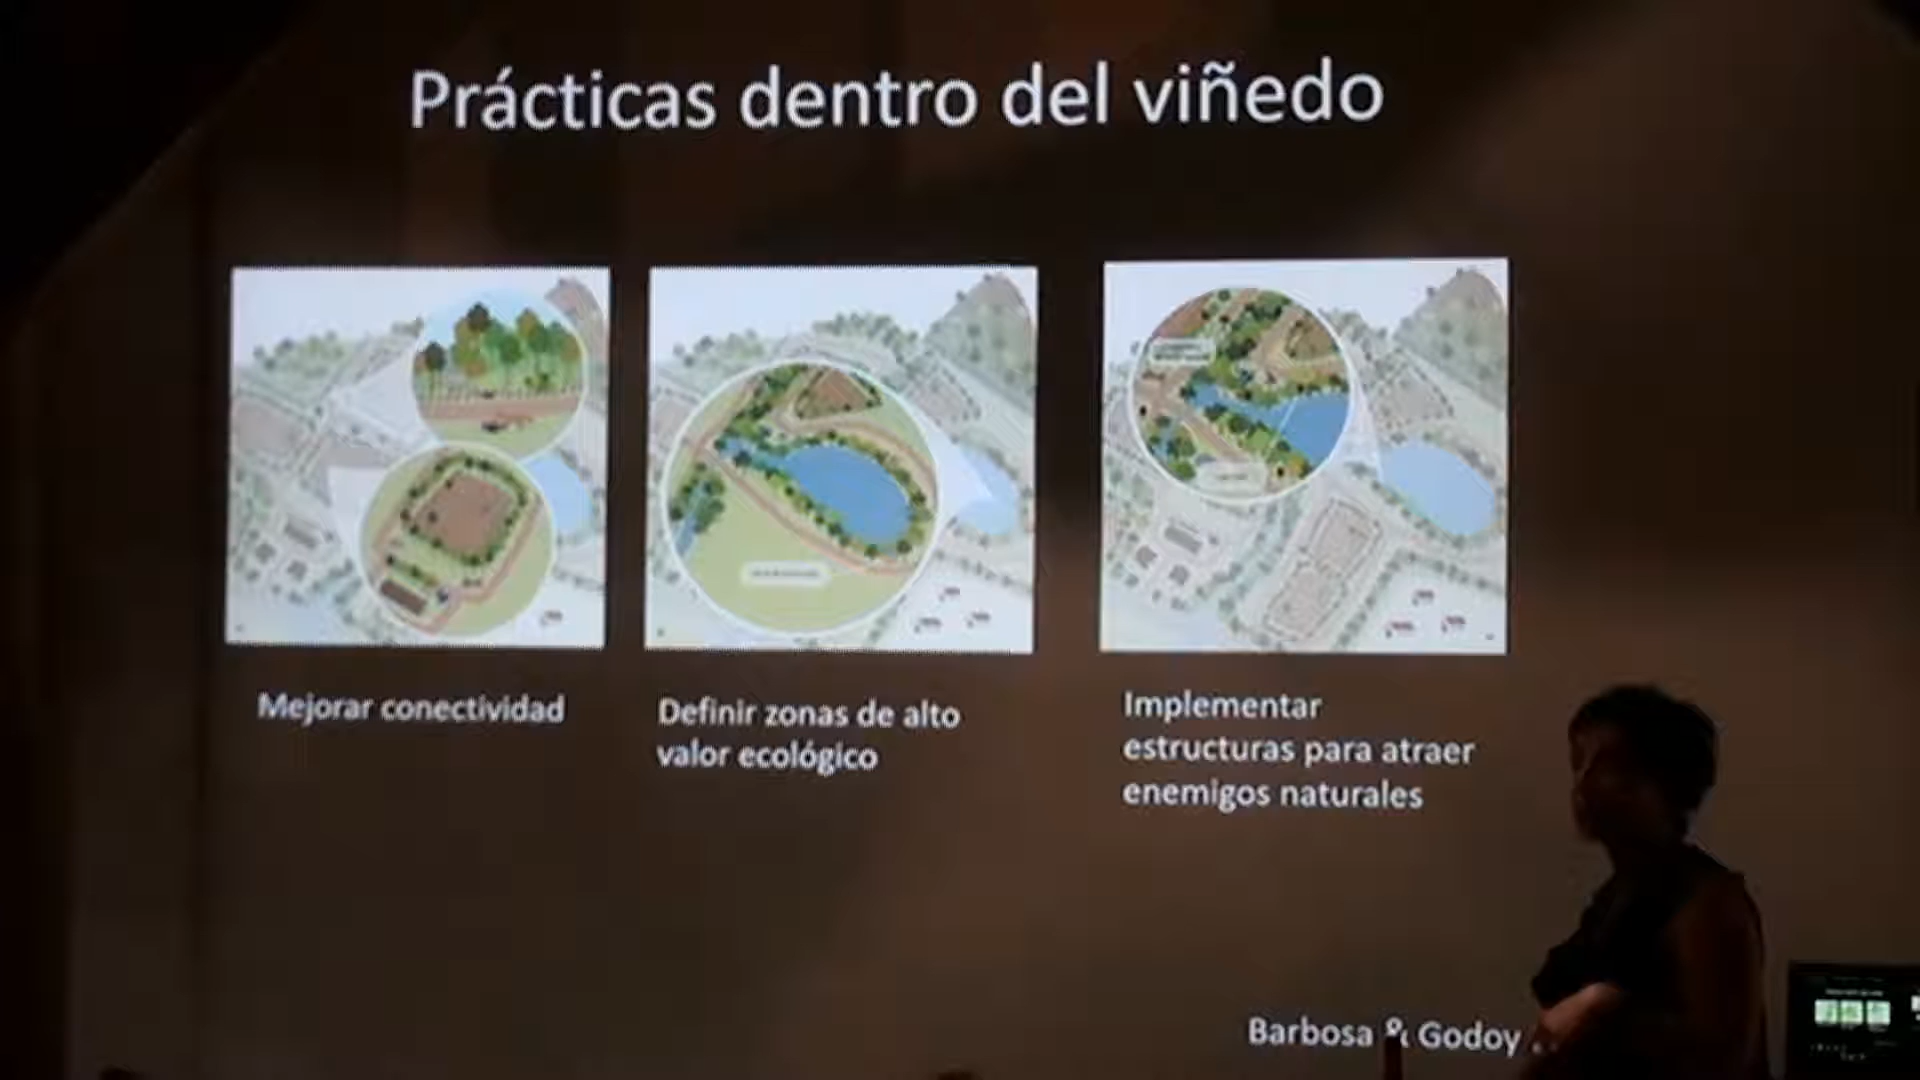 Prácticas dentro del viñedo
Mejorar conectividad
Definir zonas de alto
valor ecológico
Implementar
estructuras para atraer
enemigos naturales
Barbosa & Godoy